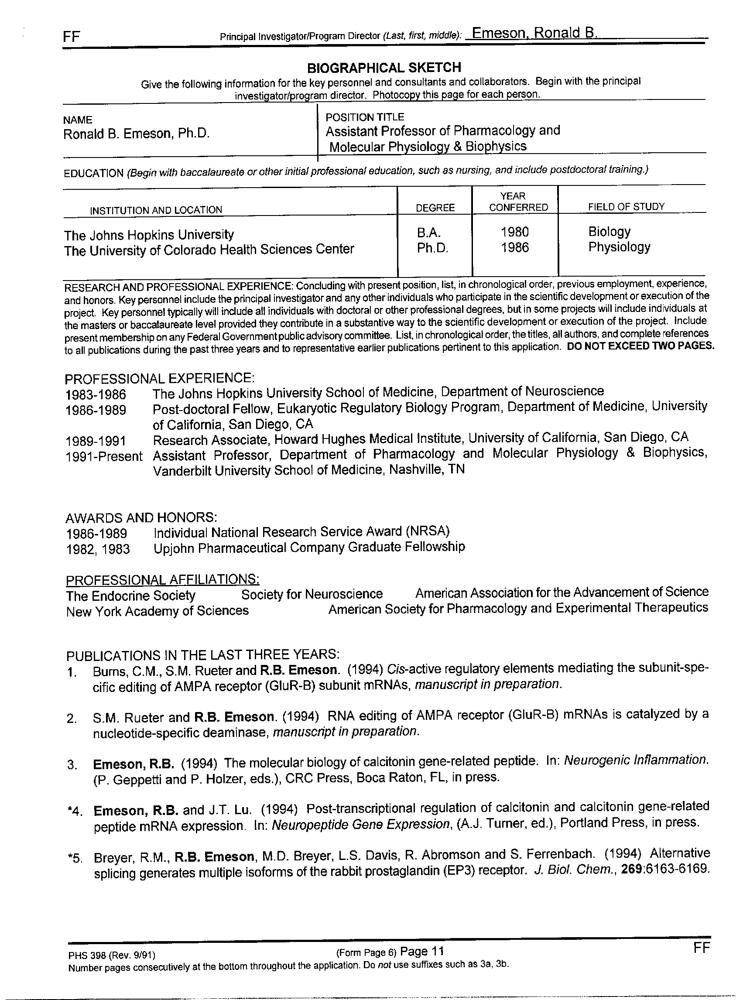 FF Principal Investigator/Program Director (Last, first, middle): Emeson, Ronald B.
BIOGRAPHICAL SKETCH
Give the following information for the key personnel and consultants and collaborators. Begin with the principal
investigator/program director. Photocopy this page for each person.
NAME
Ronald B. Emeson, Ph.D.
POSITION TITLE
Assistant Professor of Pharmacology and
Molecular Physiology & Biophysics
EDUCATION (Begin with baccalaureate or other initial professional education, such as nursing, and include postdoctoral training.)
INSTITUTION AND LOCATION DEGREE YEAR CONFERRED FIELD OF STUDY
The Johns Hopkins University B.A. 1980 Biology
The University of Colorado Health Sciences Center Ph.D. 1986 Physiology
RESEARCH AND PROFESSIONAL EXPERIENCE: Concluding with present position, list, in chronological order, previous employment, experience,
and honors. Key personnel include the principal investigator and any other individuals who participate in the scientific development or execution of the
project. Key personnel typically will include all individuals with doctoral or other professional degrees, but in some projects will include individuals at
the masters or baccalaureate level provided they contribute in a substantive way to the scientific development or execution of the project. Include
present membership on any Federal Government public advisory committee. List, in chronological order, the titles, all authors, and complete references
to all publications during the past three years and to representative earlier publications pertinent to this application. DO NOT EXCEED TWO PAGES.
PROFESSIONAL EXPERIENCE:
1983-1986 The Johns Hopkins University School of Medicine, Department of Neuroscience
1986-1989 Post-doctoral Fellow, Eukaryotic Regulatory Biology Program, Department of Medicine, University
of California, San Diego, CA
1989-1991 Research Associate, Howard Hughes Medical Institute, University of California, San Diego, CA
1991-Present Assistant Professor, Department of Pharmacology and Molecular Physiology & Biophysics,
Vanderbilt University School of Medicine, Nashville, TN
AWARDS AND HONORS:
1986-1989 Individual National Research Service Award (NRSA)
1982, 1983 Upjohn Pharmaceutical Company Graduate Fellowship
PROFESSIONAL AFFILIATIONS:
The Endocrine Society Society for Neuroscience American Association for the Advancement of Science
New York Academy of Sciences American Society for Pharmacology and Experimental Therapeutics
PUBLICATIONS IN THE LAST THREE YEARS:
1. Burns, C.M., S.M. Rueter and R.B. Emeson. (1994) Cis-active regulatory elements mediating the subunit-spe-
cific editing of AMPA receptor (GluR-B) subunit mRNAs, manuscript in preparation.
2. S.M. Rueter and R.B. Emeson. (1994) RNA editing of AMPA receptor (GluR-B) mRNAs is catalyzed by a
nucleotide-specific deaminase, manuscript in preparation.
3. Emeson, R.B. (1994) The molecular biology of calcitonin gene-related peptide. In: Neurogenic Inflammation.
(P. Geppetti and P. Holzer, eds.), CRC Press, Boca Raton, FL, in press.
*4. Emeson, R.B. and J.T. Lu. (1994) Post-transcriptional regulation of calcitonin and calcitonin gene-related
peptide mRNA expression. In: Neuropeptide Gene Expression, (A.J. Turner, ed.), Portland Press, in press.
*5. Breyer, R.M., R.B. Emeson, M.D. Breyer, L.S. Davis, R. Abromson and S. Ferrenbach. (1994) Alternative
splicing generates multiple isoforms of the rabbit prostaglandin (EP3) receptor. J. Biol. Chem., 269:6163-6169.
PHS 398 (Rev. 9/91) (Form Page 6) Page 11 FF
Number pages consecutively at the bottom throughout the application. Do not use suffixes such as 3a, 3b.